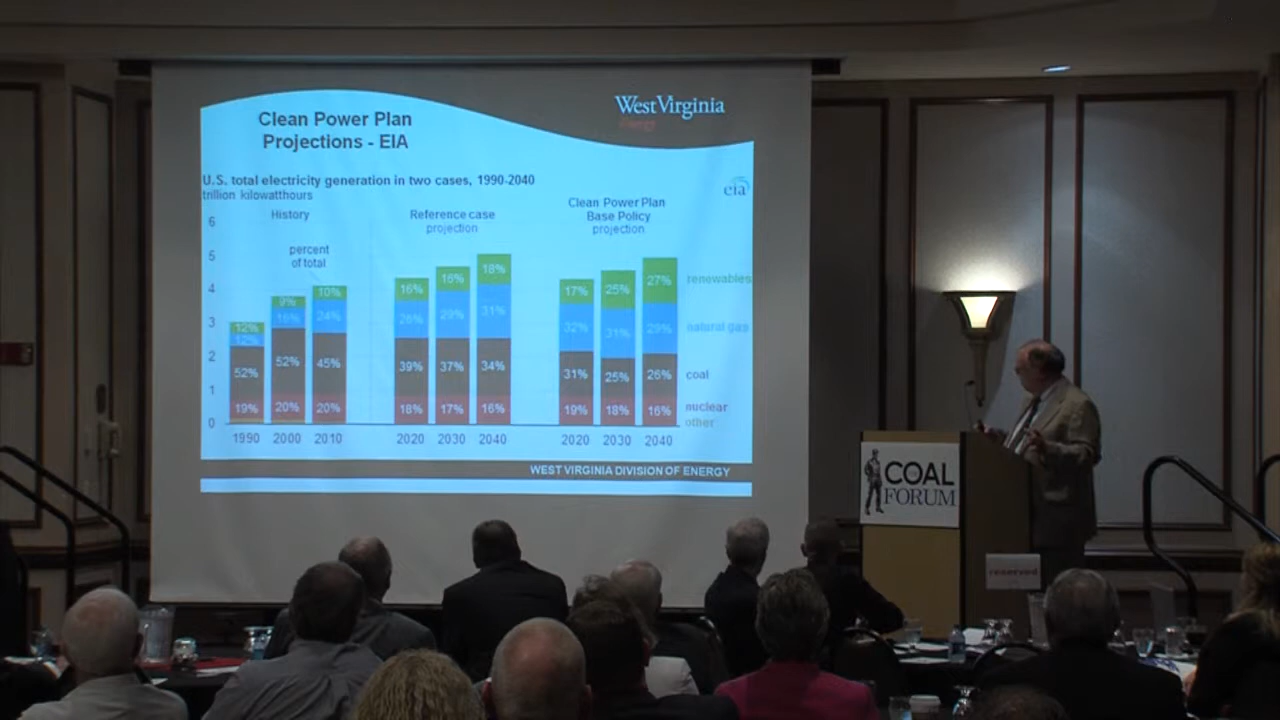 Clean Power Plan
Projections - EIA
West Virginia
Energy
U.S. total electricity generation in two cases, 1990-2040
trillion kilowatthours
eia
History
Reference case
projection
Clean Power Plan
Base Policy
projection
percent
of total
6
5
4
3
2
1
0
12%
12%
52%
19%
9%
16%
52%
20%
10%
24%
45%
20%
16%
26%
39%
18%
16%
29%
37%
17%
18%
31%
34%
16%
17%
32%
31%
19%
25%
31%
25%
18%
27%
29%
26%
16%
renewables
natural gas
coal
nuclear
other
1990 2000 2010 2020 2030 2040 2020 2030 2040
WEST VIRGINIA DIVISION OF ENERGY
COAL
FORUM
reserved